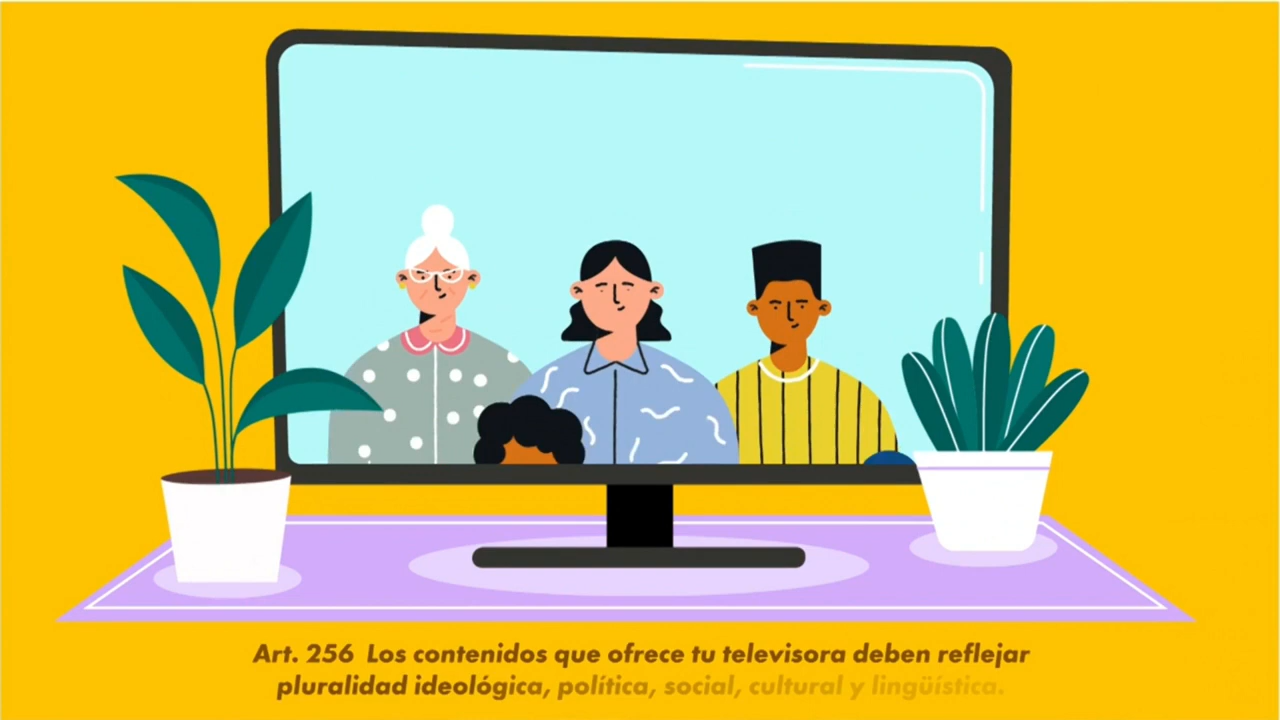 Art. 256 Los contenidos que ofrece tu televisora deben reflejar
pluralidad ideológica, política, social, cultural y lingüística.